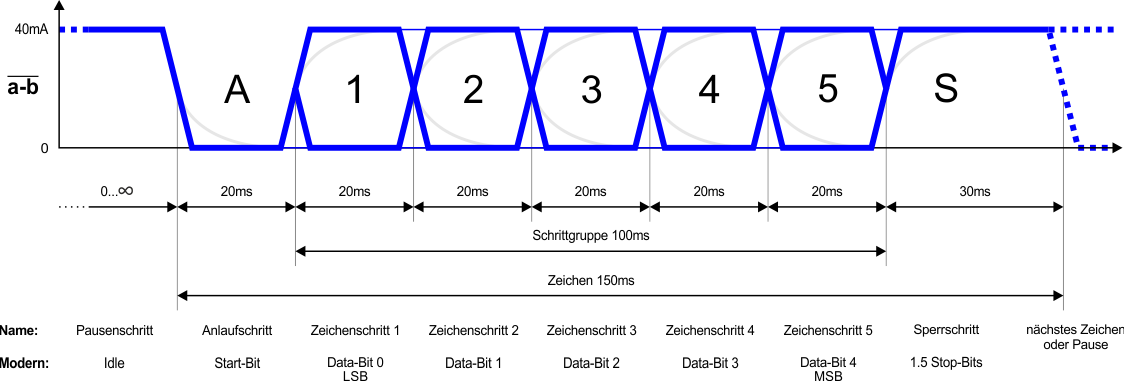 40mA
a-b
A 1 2 3 4 5 S
0
0...∞ 20ms 20ms 20ms 20ms 20ms 20ms 30ms
Schrittgruppe 100ms
Zeichen 150ms
Name: Pausenschritt Anlaufschritt Zeichenschritt 1 Zeichenschritt 2 Zeichenschritt 3 Zeichenschritt 4 Zeichenschritt 5 Sperrschritt nächstes Zeichen
oder Pause
Modern: Idle Start-Bit Data-Bit 0 Data-Bit 1 Data-Bit 2 Data-Bit 3 Data-Bit 4 1.5 Stop-Bits
LSB MSB